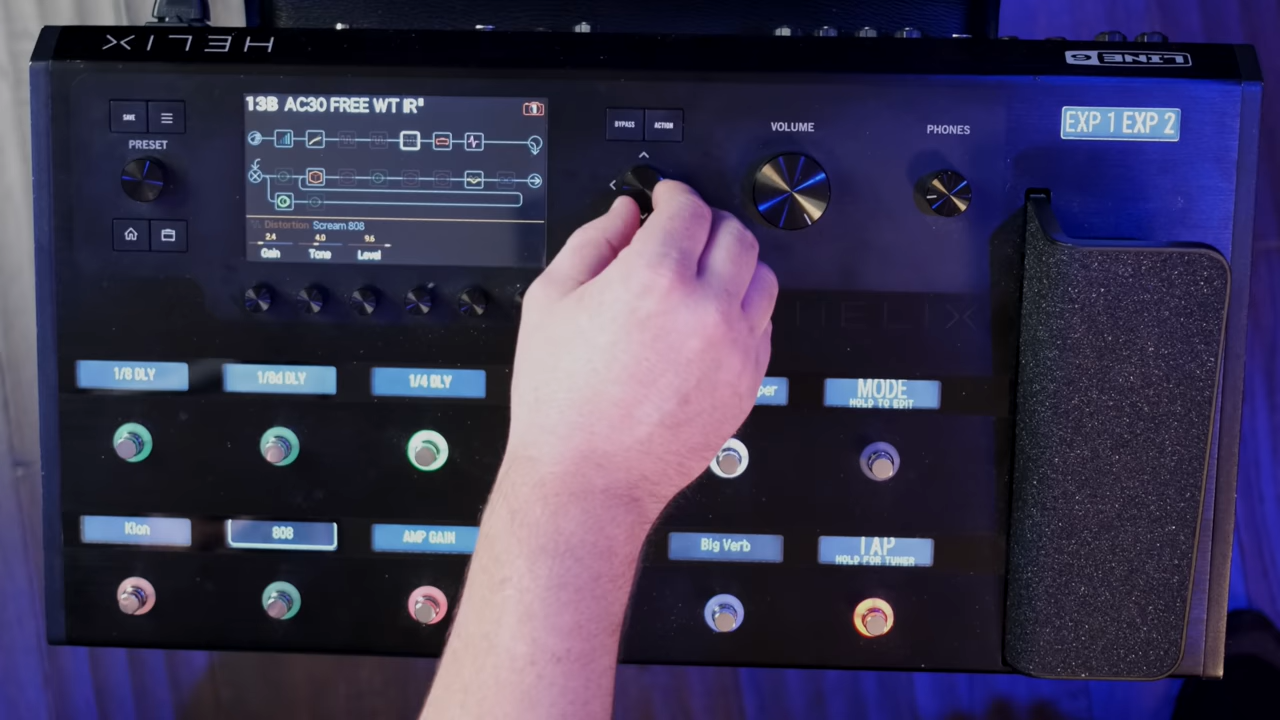 HELIX
LINE 6
13B AC30 FREE WT IR
SAVE
PRESET
BYPASS
ACTION
VOLUME
PHONES
EXP 1 EXP 2
Distortion Scream 808
2.4 4.0 9.6
Gain Tone Level
HELIX
1/8 DLY
1/8d DLY
1/4 DLY
MODE
HOLD TO EDIT
Klon
808
AMP GAIN
Big Verb
TAP
HOLD FOR TUNER